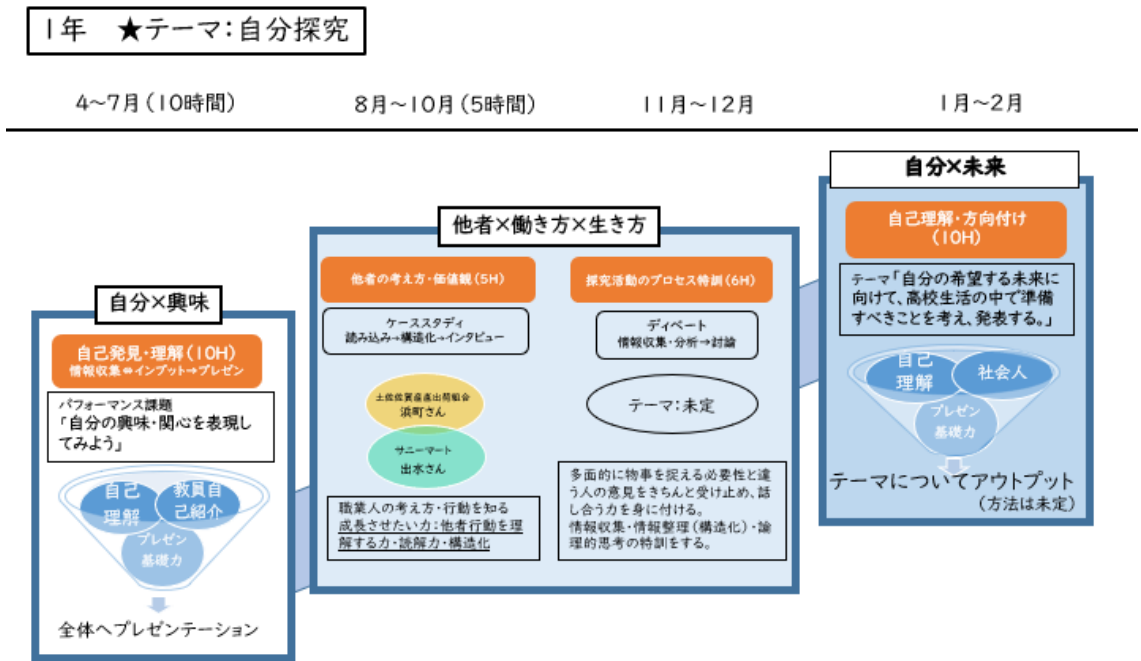 1年　★テーマ：自分探究
4～7月（10時間）
8月～10月（5時間）
11月～12月
1月～2月
自分×興味
自己発見・理解（10H）
情報収集⇔インプット→プレゼン
パフォーマンス課題
「自分の興味・関心を表現し
てみよう」
自己
理解
教員自
己紹介
プレゼン
基礎力
全体へプレゼンテーション
他者×働き方×生き方
他者の考え方・価値観（5H）
ケーススタディ
読み込み→構造化→インタビュー
土佐佐賀産直出荷組合
浜町さん
サニーマート
出水さん
職業人の考え方・行動を知る
成長させたい力：他者行動を理
解する力・読解力・構造化
探究活動のプロセス特訓（6H）
ディベート
情報収集・分析→討論
テーマ：未定
多面的に物事を捉える必要性と違
う人の意見をきちんと受け止め、話
し合う力を身に付ける。
情報収集・情報整理（構造化）・論
理的思考の特訓をする。
自分×未来
自己理解・方向付け
（10H）
テーマ「自分の希望する未来に
向けて、高校生活の中で準備
すべきことを考え、発表する。」
自己
理解
社会人
プレゼン
基礎力
テーマについてアウトプット
（方法は未定）